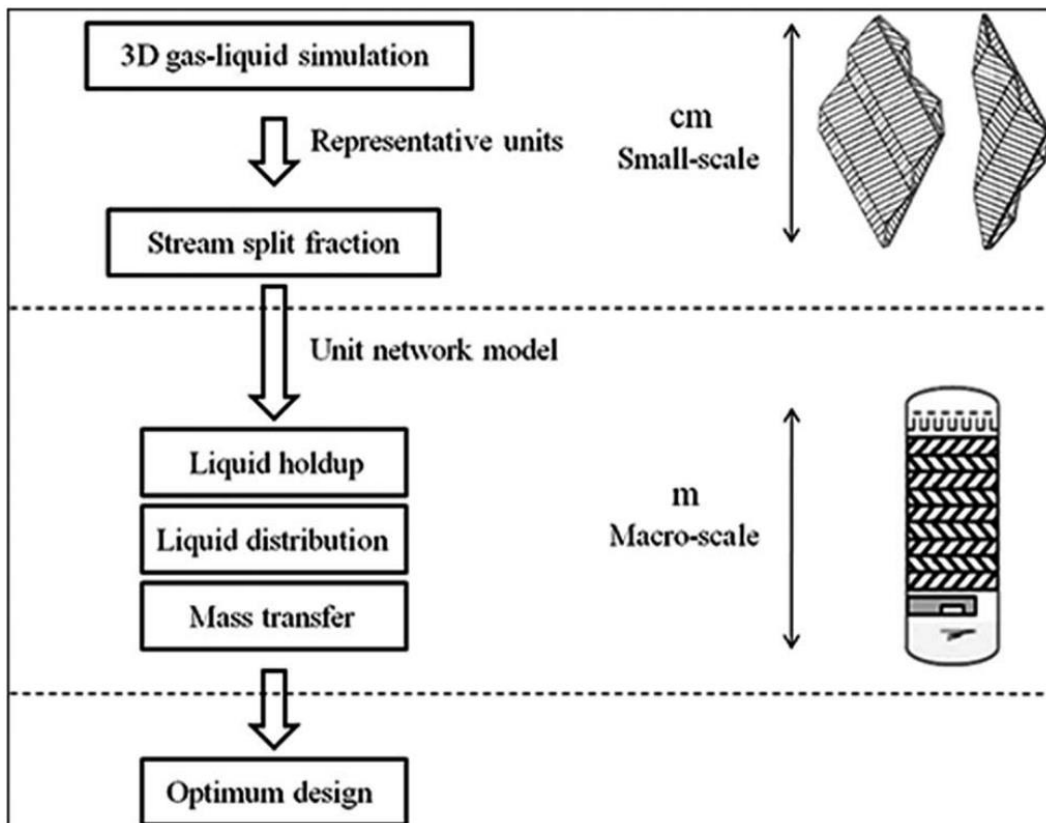 3D gas-liquid simulation
Representative units
Stream split fraction
cm
Small-scale
Unit network model
Liquid holdup
Liquid distribution
Mass transfer
m
Macro-scale
Optimum design